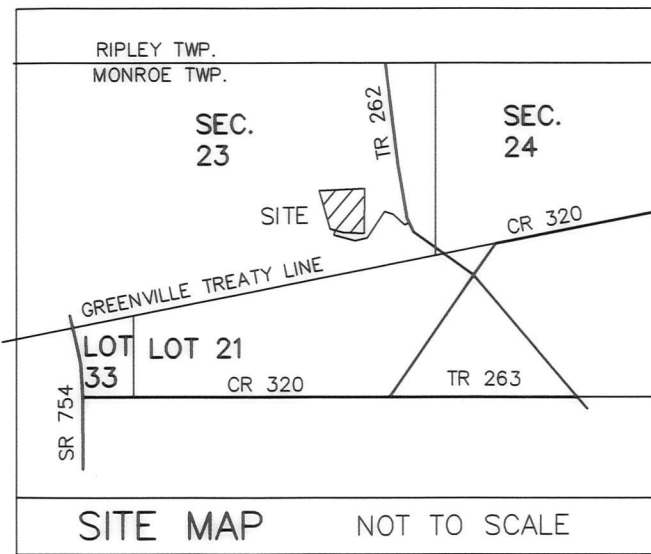 RIPLEY TWP.
MONROE TWP.
SEC.
23
TR 262
SEC.
24
SITE
CR 320
GREENVILLE TREATY LINE
LOT
33
LOT 21
CR 320
TR 263
SR 754
SITE MAP
NOT TO SCALE